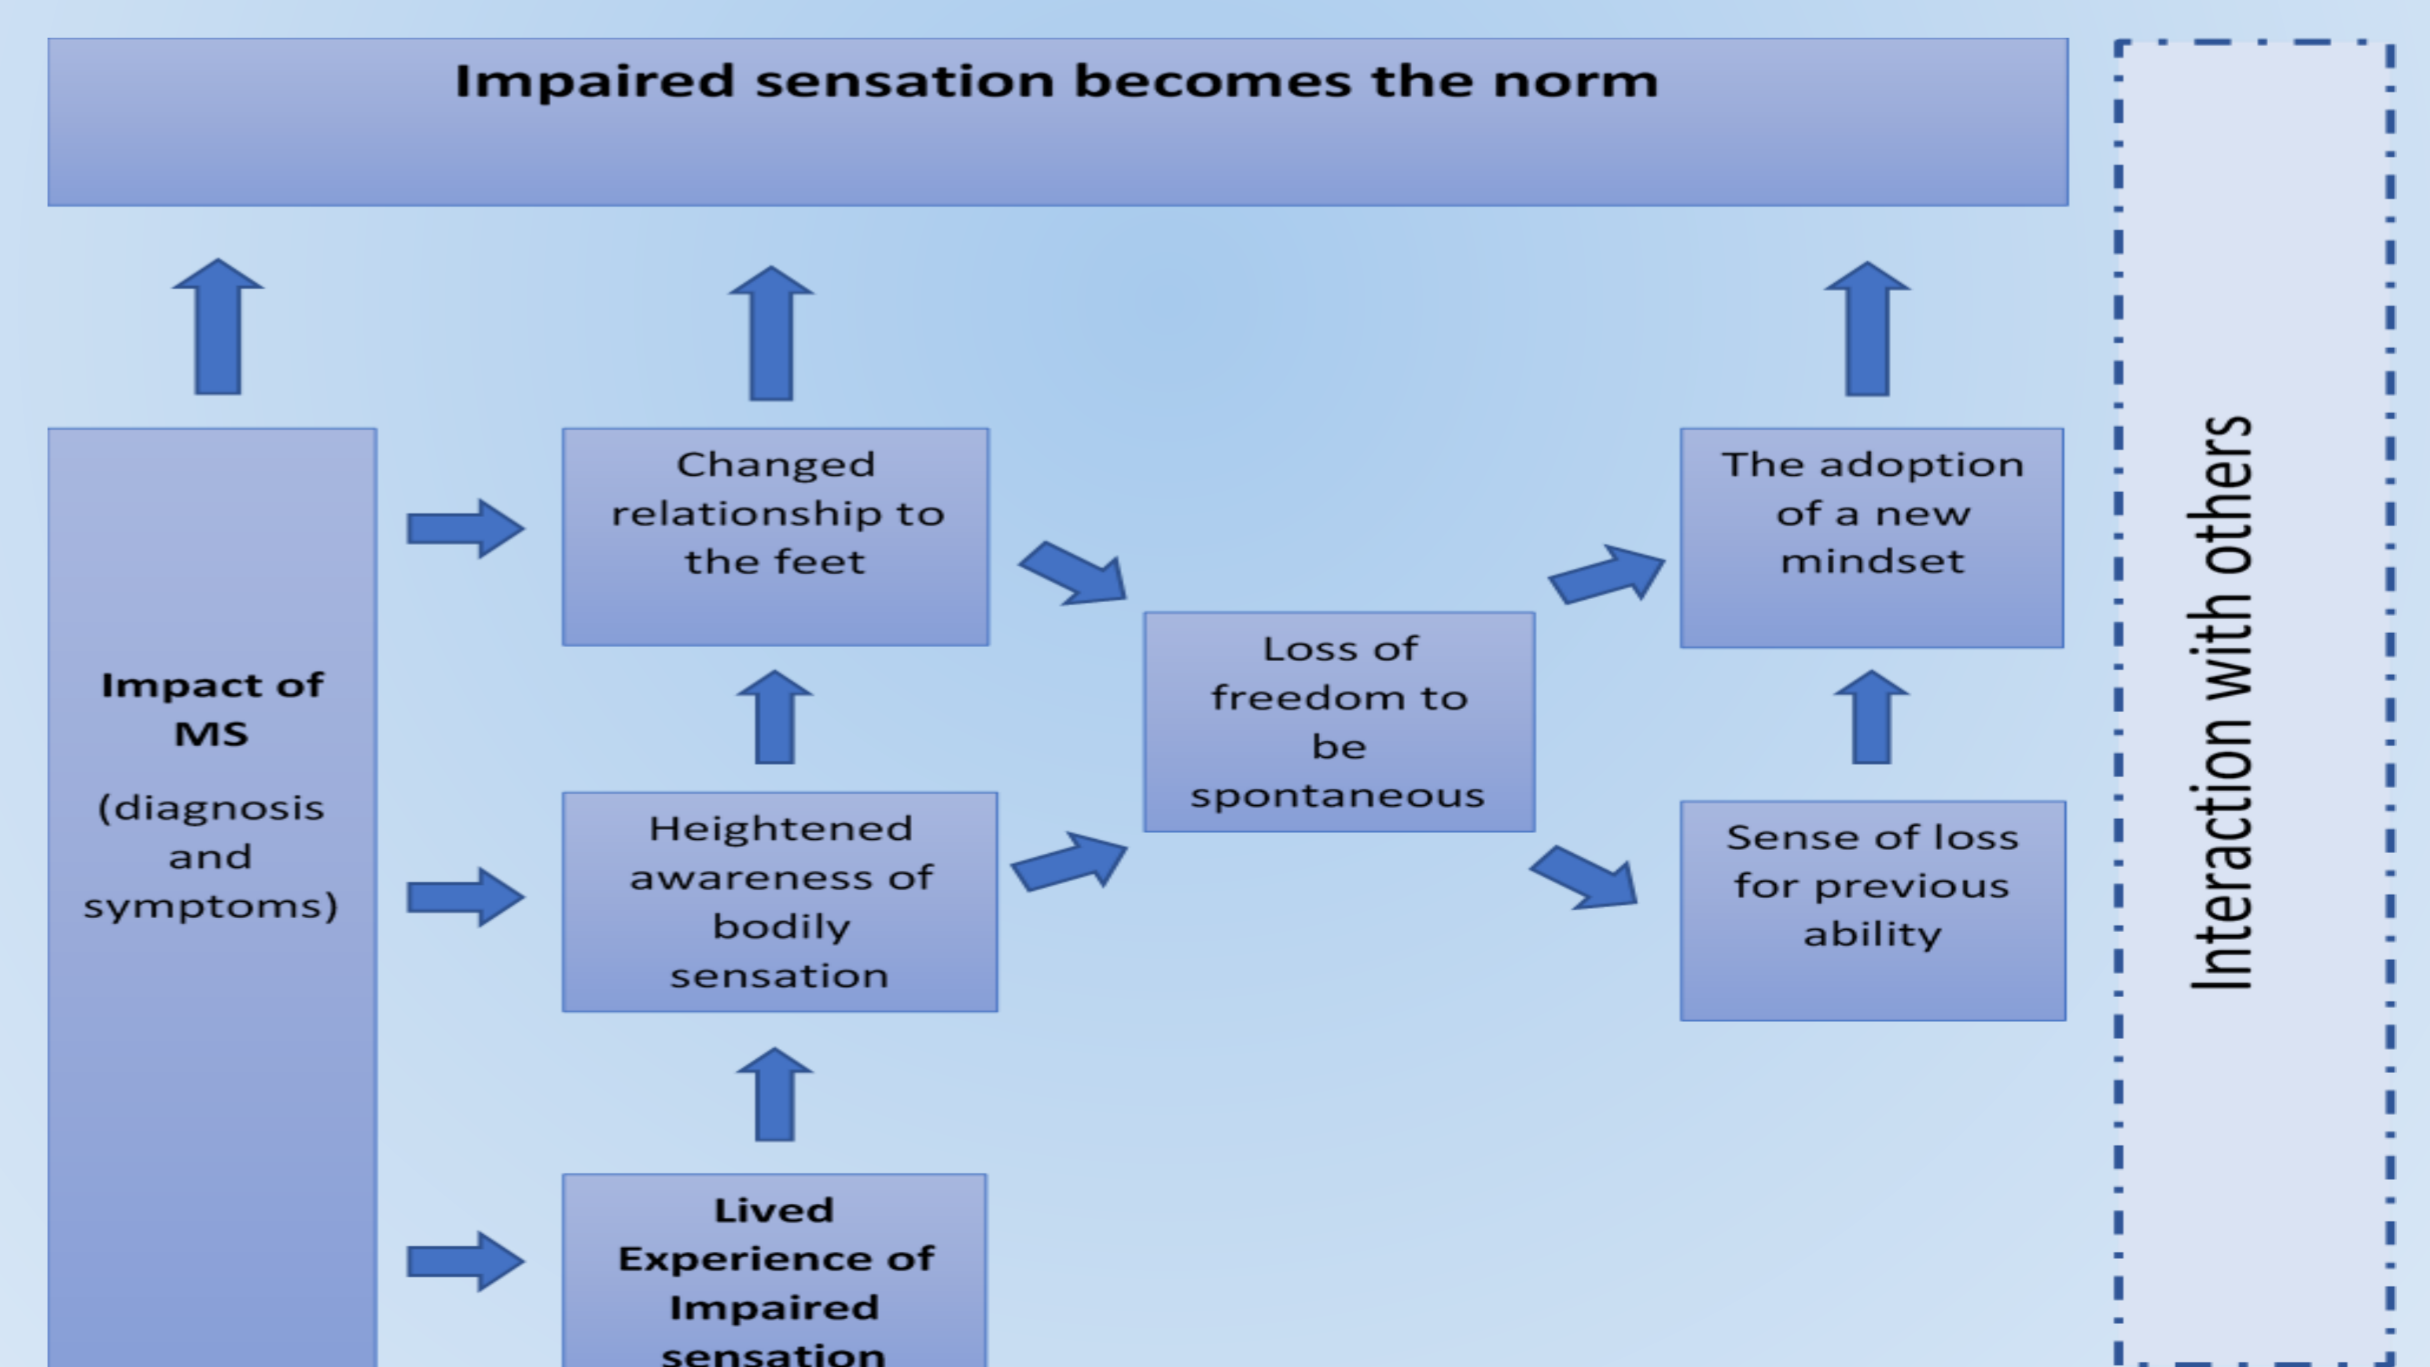 Impaired sensation becomes the norm
Impact of
MS
(diagnosis
and
symptoms)
Changed
relationship to
the feet
Heightened
awareness of
bodily
sensation
Lived
Experience of
Impaired
sensation
Loss of
freedom to
be
spontaneous
The adoption
of a new
mindset
Sense of loss
for previous
ability
Interaction with others